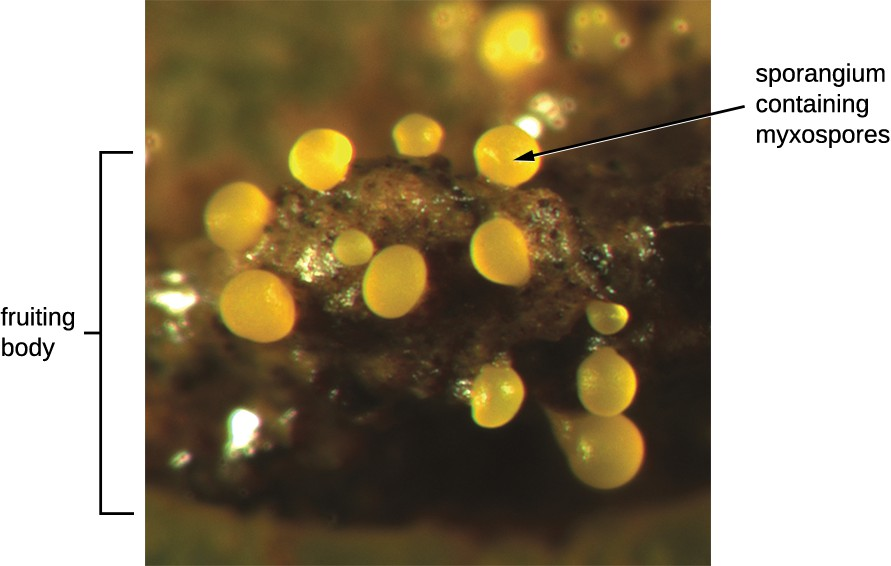 sporangium
containing
myxospores
fruiting
body